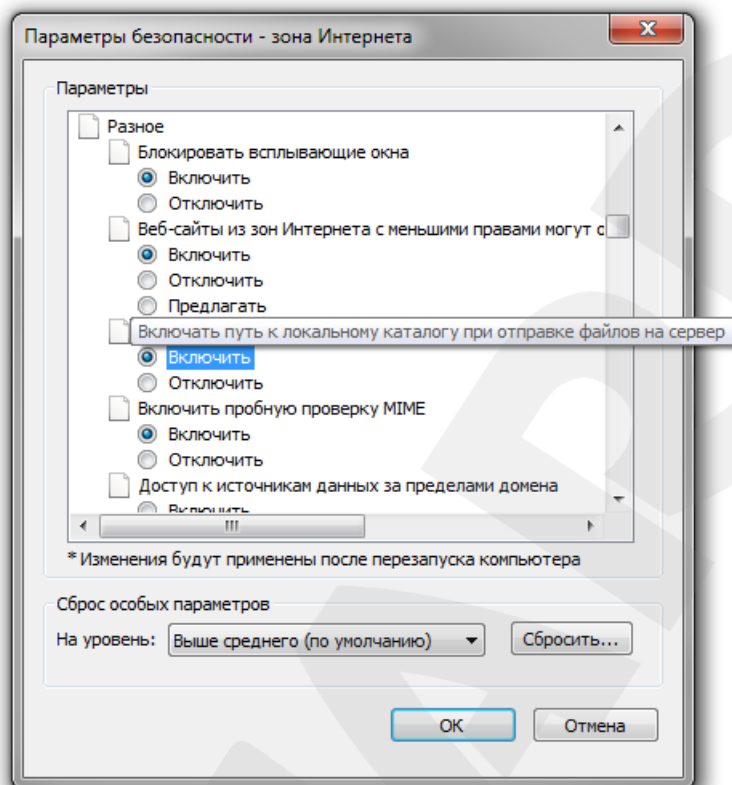 Параметры безопасности - зона Интернета
Параметры
Разное
Блокировать всплывающие окна
Включить
Отключить
Веб-сайты из зон Интернета с меньшими правами могут о
Включить
Отключить
Предлагать
Включать путь к локальному каталогу при отправке файлов на сервер
Включить
Отключить
Включить пробную проверку MIME
Включить
Отключить
Доступ к источникам данных за пределами домена
Включить
* Изменения будут применены после перезапуска компьютера
Сброс особых параметров
На уровень:
Выше среднего (по умолчанию)
Сбросить...
ОК
Отмена